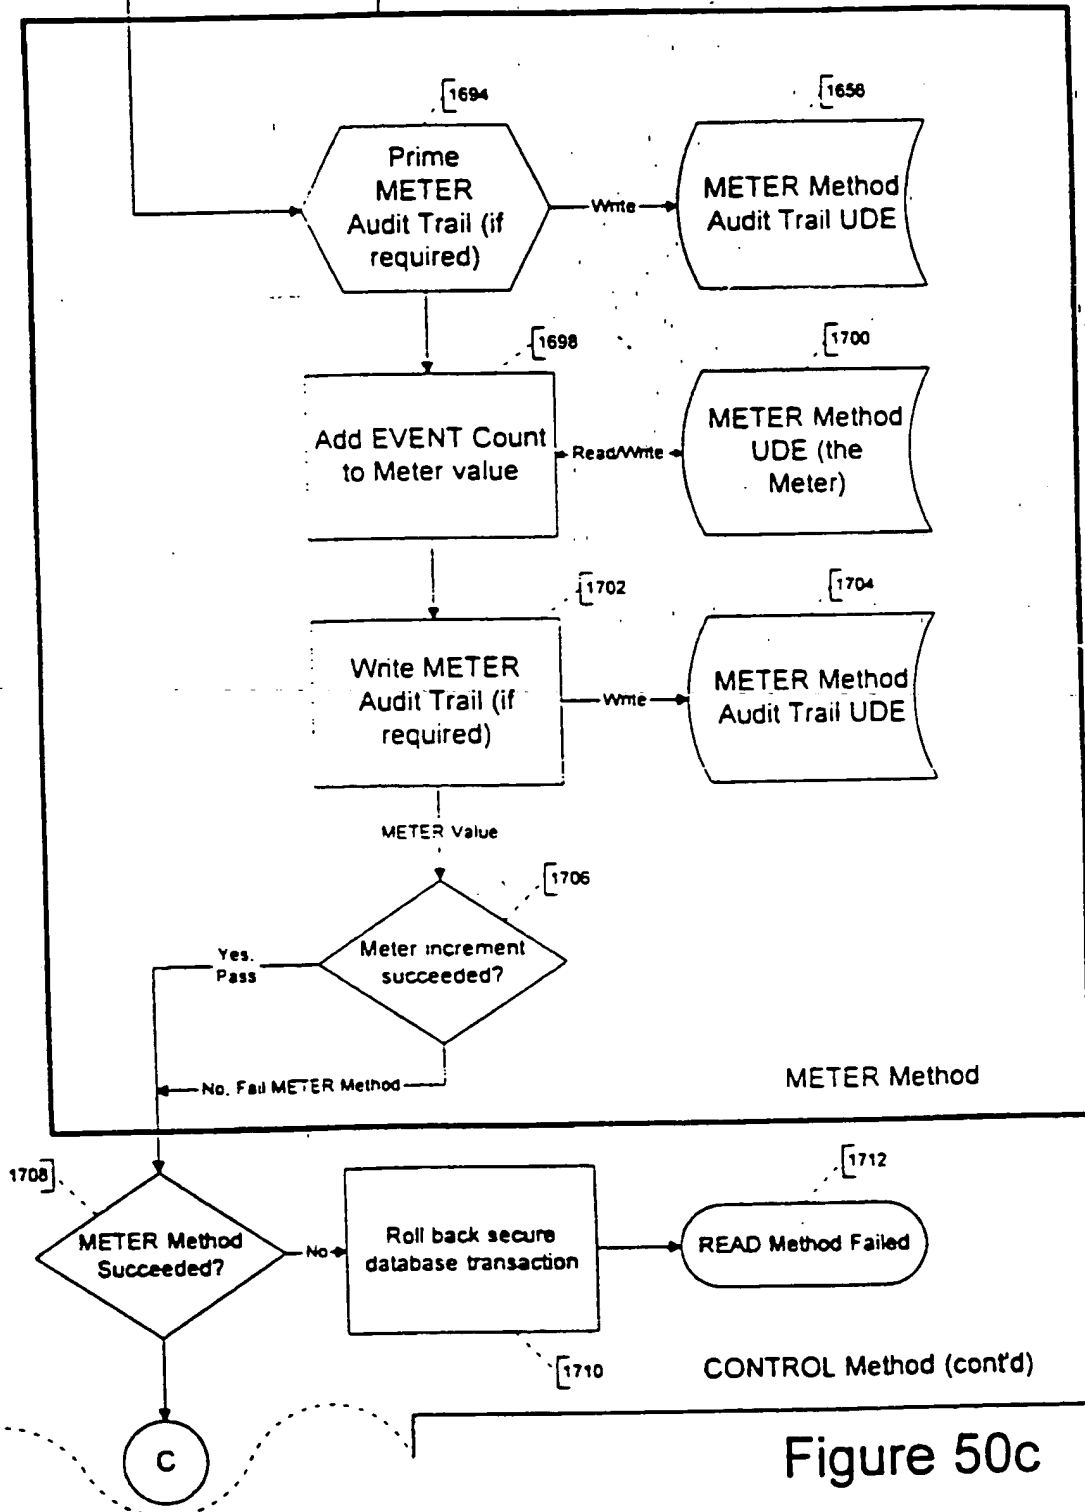 1694
1656
Prime
METER
Audit Trail (if
required)
Write
METER Method
Audit Trail UDE
1698
1700
Add EVENT Count
to Meter value
Read/Write
METER Method
UDE (the
Meter)
1702
1704
Write METER
Audit Trail (if
required)
Write
METER Method
Audit Trail UDE
METER Value
1706
Meter increment
succeeded?
Yes,
Pass
No, Fail METER Method
METER Method
1708
METER Method
Succeeded?
No
Roll back secure
database transaction
1712
READ Method Failed
1710
CONTROL Method (cont'd)
C
Figure 50c